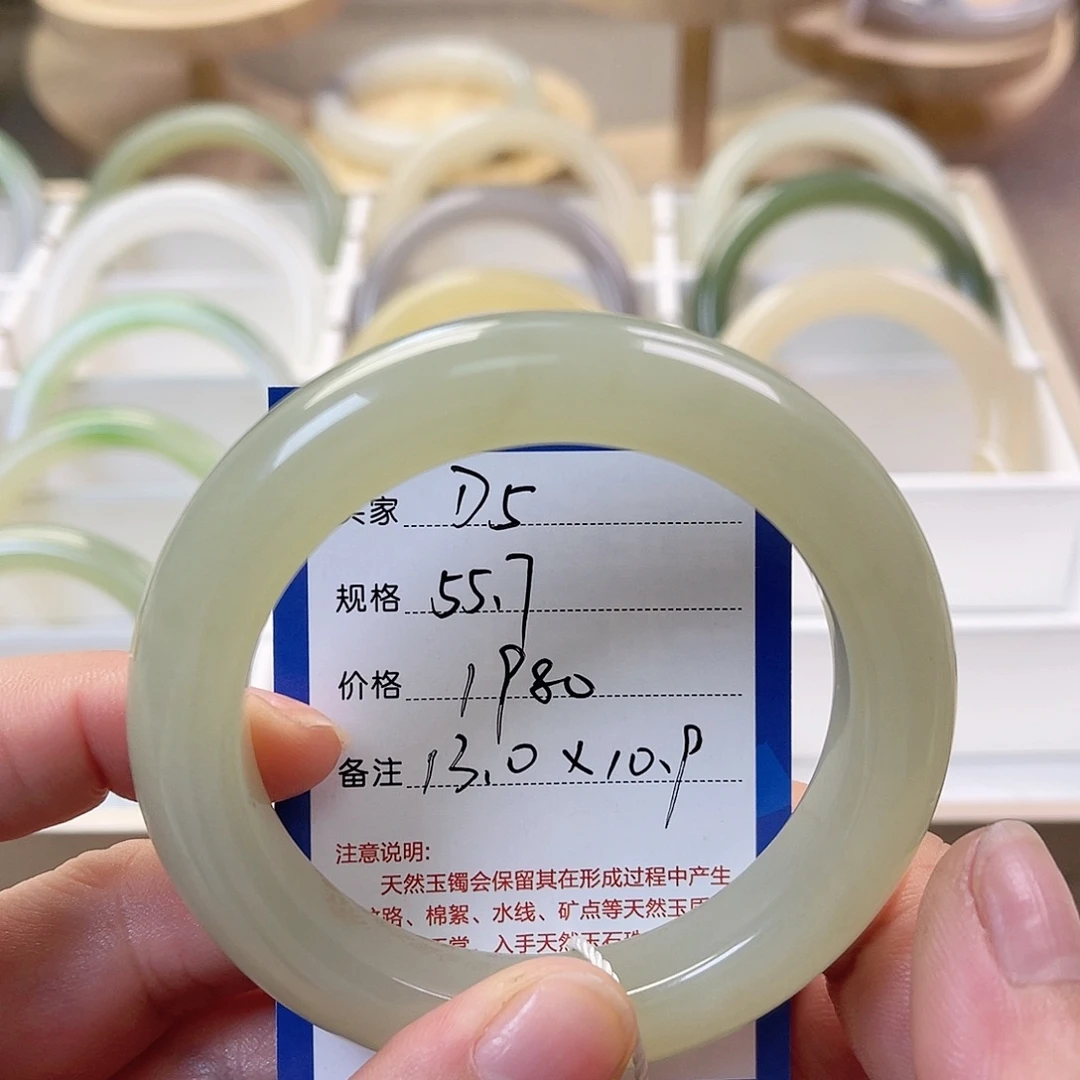 家 D5
规格 55.7
价格 1980
备注 13.0×10.9
注意说明:
天然玉镯会保留其在形成过程中产生
路、棉絮、水线、矿点等天然玉
入手天然玉石